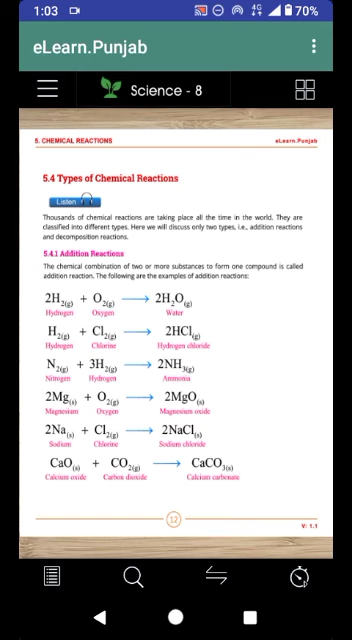 1:03 4G 70%
eLearn.Punjab
Science - 8
5. CHEMICAL REACTIONS eLearn.Punjab
5.4 Types of Chemical Reactions
Listen
Thousands of chemical reactions are taking place all the time in the world. They are
classified into different types. Here we will discuss only two types, i.e., addition reactions
and decomposition reactions.
5.4.1 Addition Reactions
The chemical combination of two or more substances to form one compound is called
addition reaction. The following are the examples of addition reactions:
2H₂(g) + O₂(g) ⟶ 2H₂O(g)
Hydrogen Oxygen Water
H₂(g) + Cl₂(g) ⟶ 2HCl(g)
Hydrogen Chlorine Hydrogen chloride
N₂(g) + 3H₂(g) ⟶ 2NH₃(g)
Nitrogen Hydrogen Ammonia
2Mg(s) + O₂(g) ⟶ 2MgO(s)
Magnesium Oxygen Magnesium oxide
2Na(s) + Cl₂(g) ⟶ 2NaCl(s)
Sodium Chlorine Sodium chloride
CaO(s) + CO₂(g) ⟶ CaCO₃(s)
Calcium oxide Carbon dioxide Calcium carbonate
12
V: 1.1